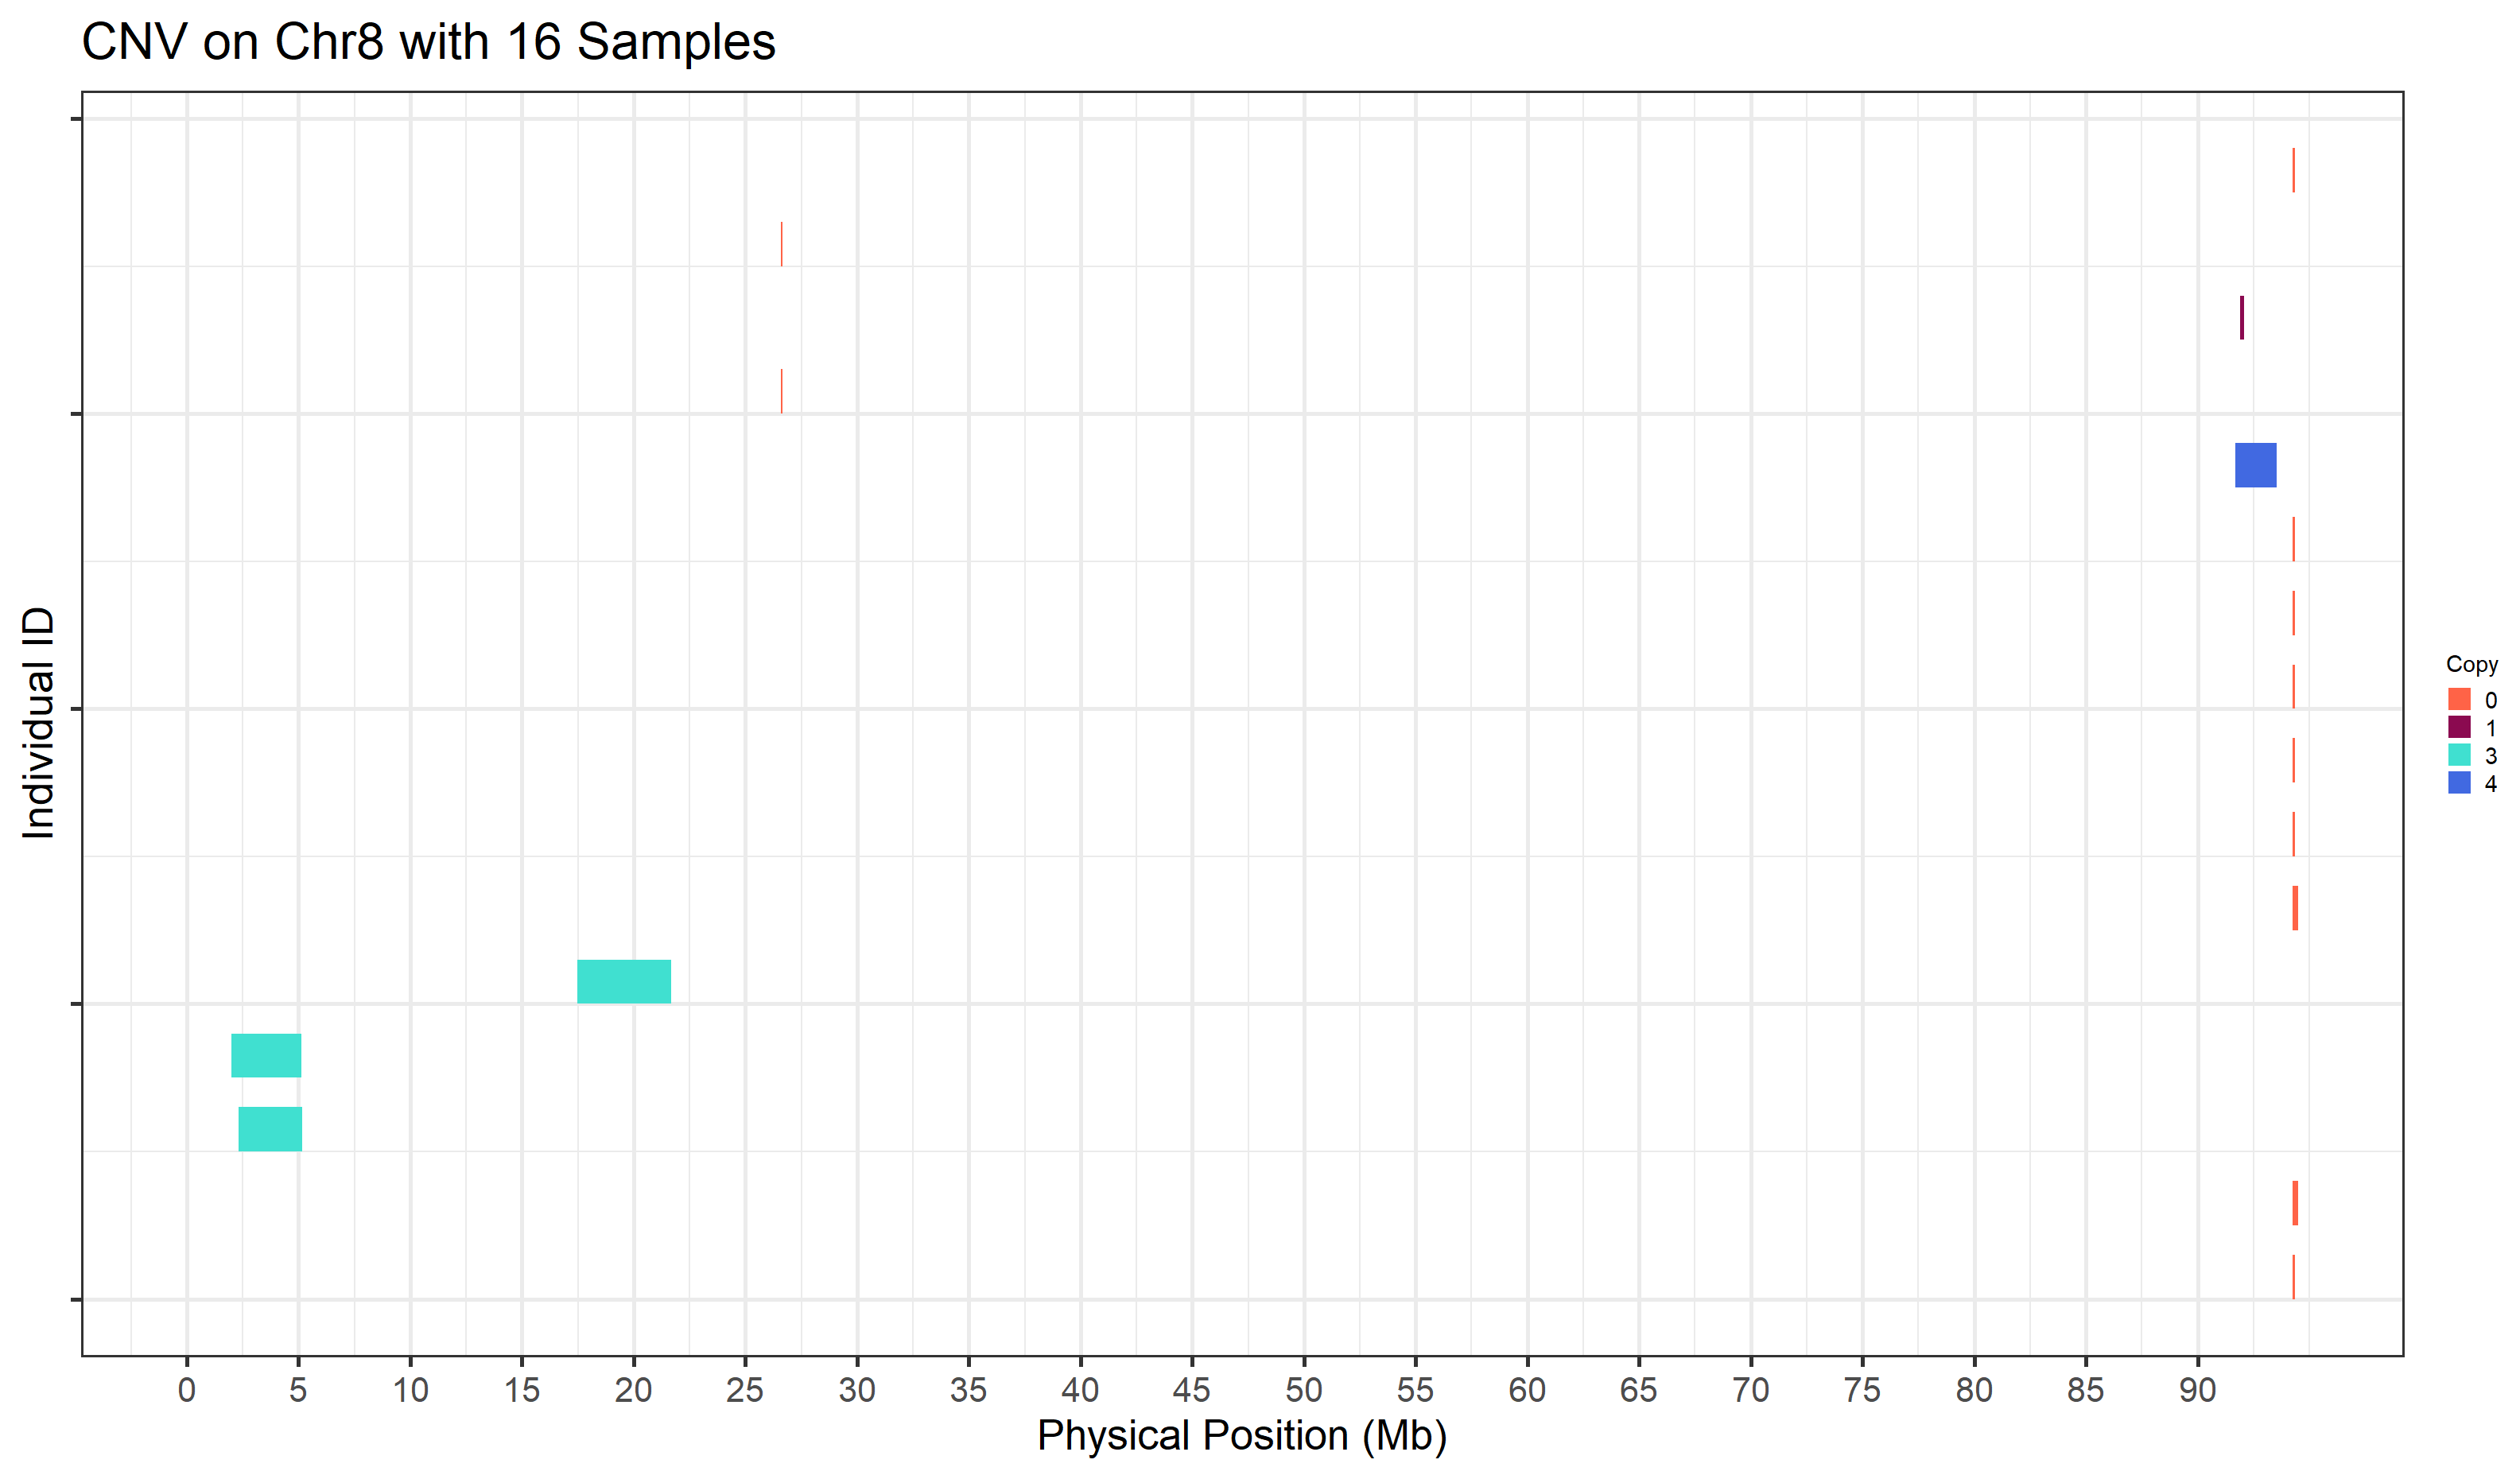 CNV on Chr8 with 16 Samples
Individual ID
Copy
0
1
3
4
0 5 10 15 20 25 30 35 40 45 50 55 60 65 70 75 80 85 90
Physical Position (Mb)